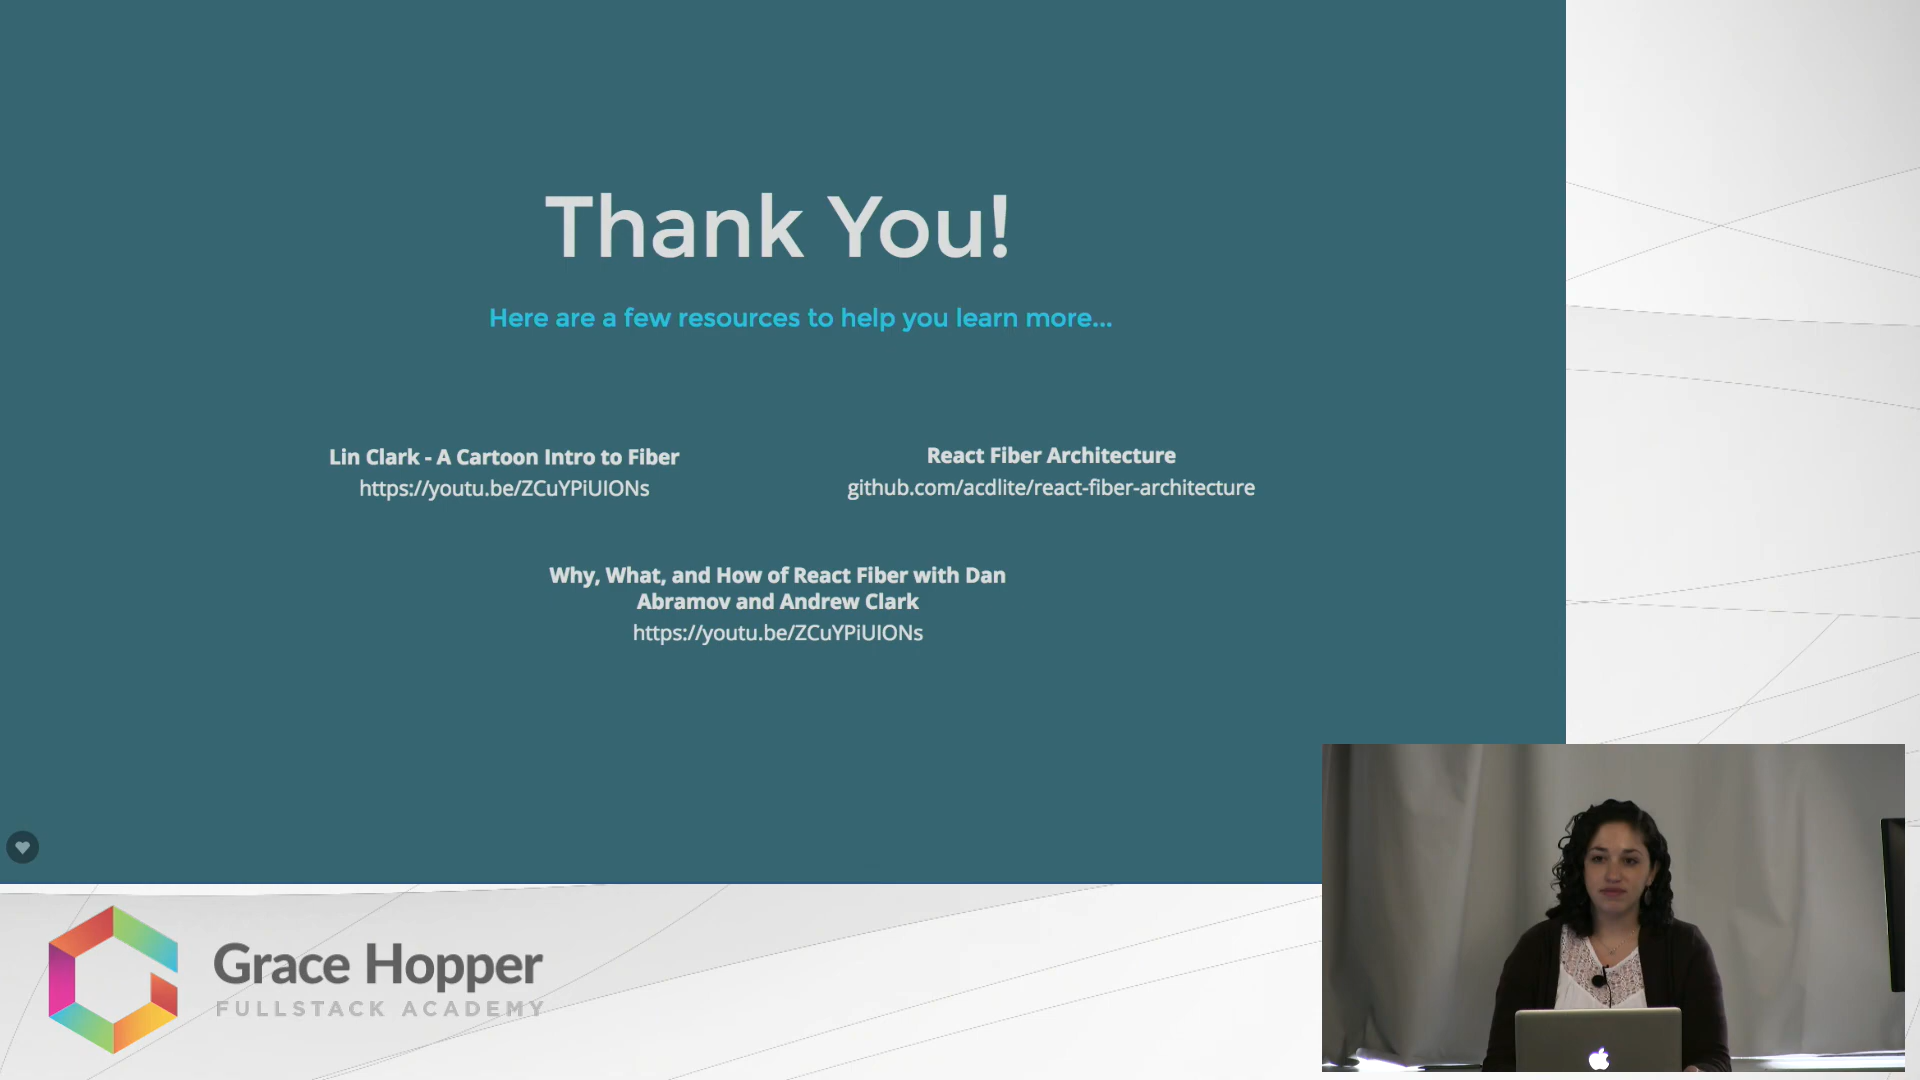 Thank You!
Here are a few resources to help you learn more...
Lin Clark - A Cartoon Intro to Fiber
https://youtu.be/ZCuYPiUIONs
React Fiber Architecture
github.com/acdlite/react-fiber-architecture
Why, What, and How of React Fiber with Dan
Abramov and Andrew Clark
https://youtu.be/ZCuYPiUIONs
Grace Hopper
FULLSTACK ACADEMY